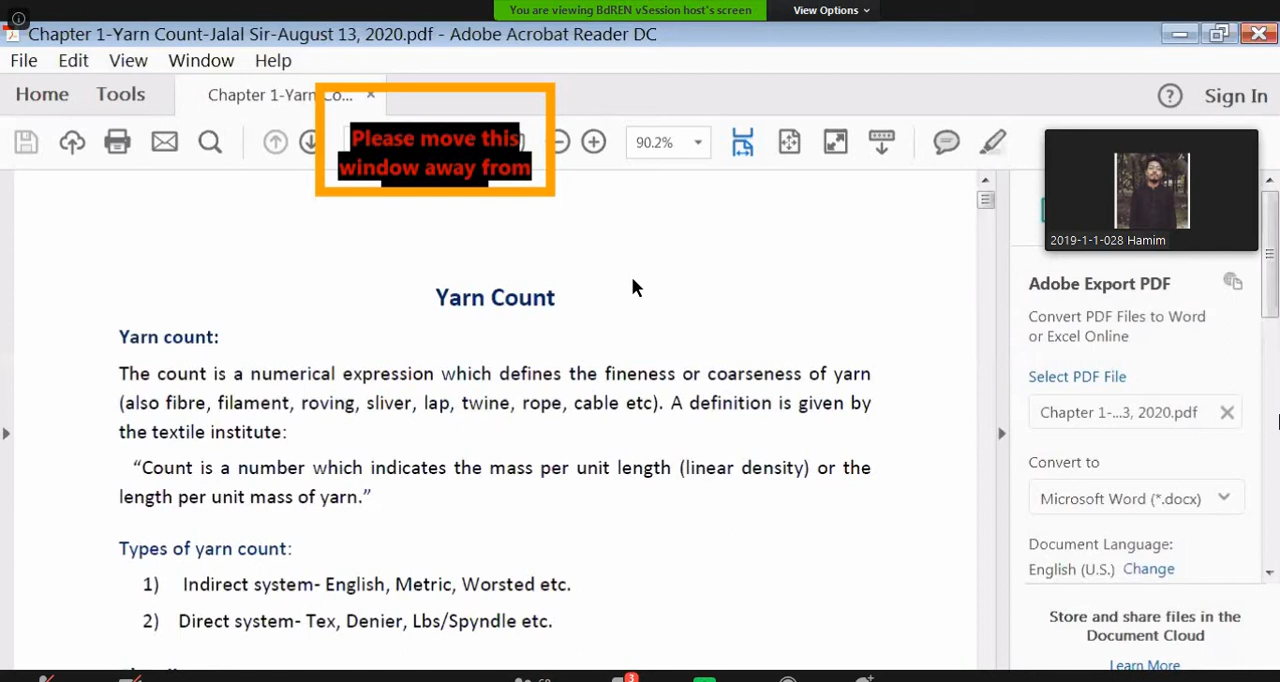 You are viewing BdREN vSession host's screen
View Options
Chapter 1-Yarn Count-Jalal Sir-August 13, 2020.pdf - Adobe Acrobat Reader DC
File Edit View Window Help
Home Tools Chapter 1-Yarn Co... × Sign In
Please move this
window away from
90.2%
2019-1-1-028 Hamim
Yarn Count
Yarn count:
The count is a numerical expression which defines the fineness or coarseness of yarn
(also fibre, filament, roving, sliver, lap, twine, rope, cable etc). A definition is given by
the textile institute:
“Count is a number which indicates the mass per unit length (linear density) or the
length per unit mass of yarn.”
Types of yarn count:
1) Indirect system- English, Metric, Worsted etc.
2) Direct system- Tex, Denier, Lbs/Spyndle etc.
Adobe Export PDF
Convert PDF Files to Word
or Excel Online
Select PDF File
Chapter 1-...3, 2020.pdf
Convert to
Microsoft Word (*.docx)
Document Language:
English (U.S.) Change
Store and share files in the
Document Cloud
Learn More
3